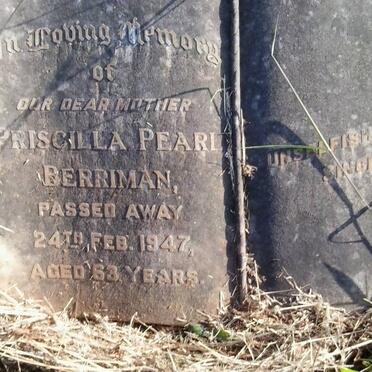 In Loving Memory
of
OUR DEAR MOTHER
PRISCILLA PEARL
BERRIMAN,
PASSED AWAY
24TH. FEB. 1947,
AGED 53 YEARS.